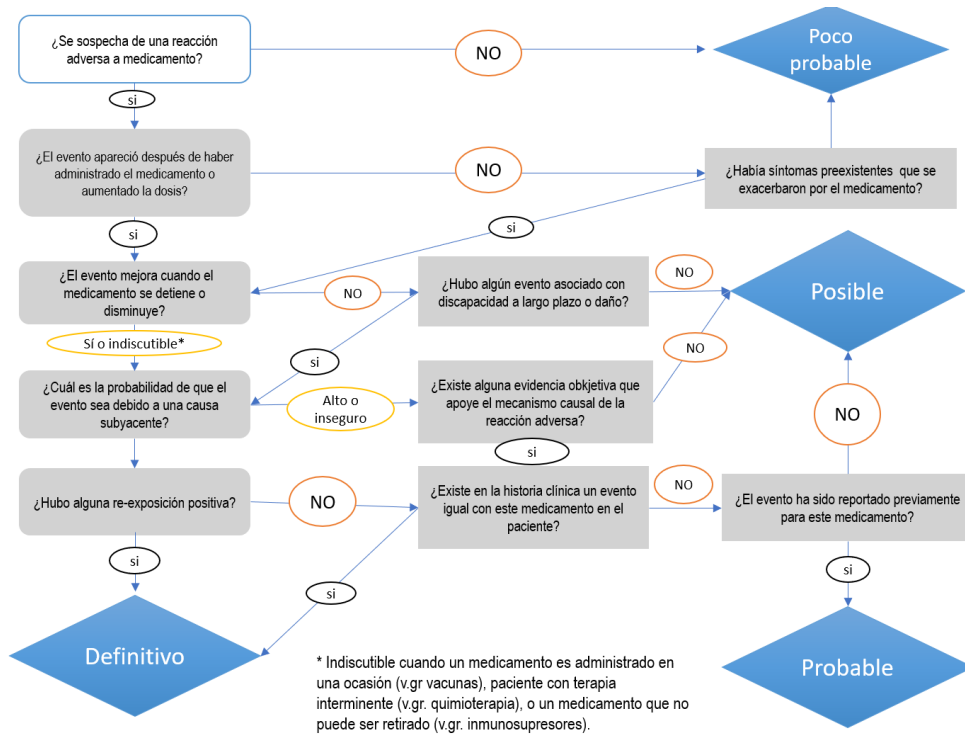 ¿Se sospecha de una reacción
adversa a medicamento?
NO
Poco
probable
si
¿El evento apareció después de haber
administrado el medicamento o
aumentado la dosis?
NO
¿Había síntomas preexistentes que se
exacerbaron por el medicamento?
si
si
¿El evento mejora cuando el
medicamento se detiene o
disminuye?
NO
¿Hubo algún evento asociado con
discapacidad a largo plazo o daño?
NO
Posible
Sí o indiscutible*
si
NO
¿Cuál es la probabilidad de que el
evento sea debido a una causa
subyacente?
Alto o
inseguro
¿Existe alguna evidencia obkjetiva que
apoye el mecanismo causal de la
reacción adversa?
NO
si
¿Hubo alguna re-exposición positiva?
NO
¿Existe en la historia clínica un evento
igual con este medicamento en el
paciente?
NO
¿El evento ha sido reportado previamente
para este medicamento?
si
si
si
Definitivo
Probable
* Indiscutible cuando un medicamento es administrado en
una ocasión (v.gr vacunas), paciente con terapia
interminente (v.gr. quimioterapia), o un medicamento que no
puede ser retirado (v.gr. inmunosupresores).